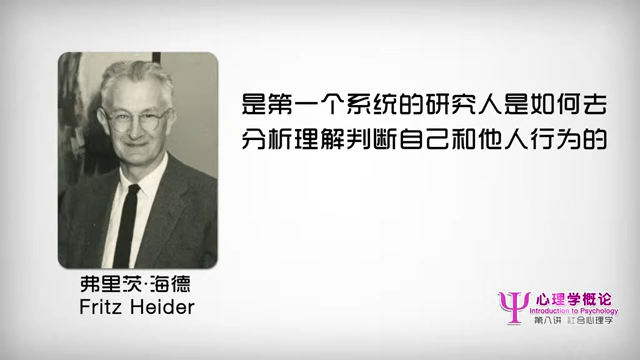 是第一个系统的研究人是如何去
分析理解判断自己和他人行为的
弗里茨·海德
Fritz Heider
Ψ 心理学概论
Introduction to Psychology
第八讲 社会心理学